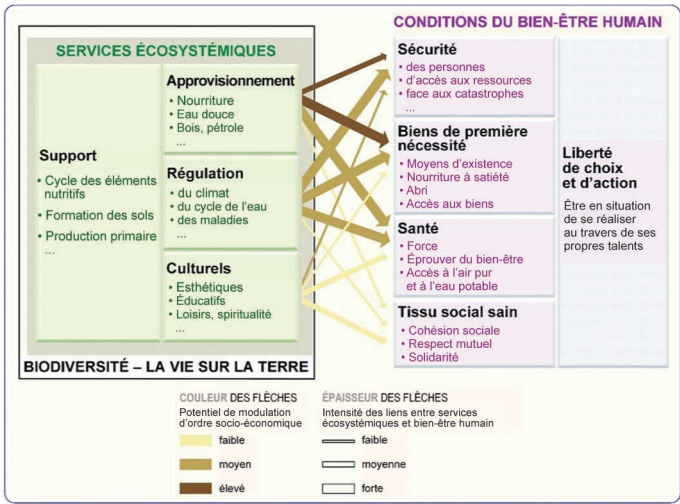 SERVICES ÉCOSYSTÉMIQUES
Support
• Cycle des éléments
nutritifs
• Formation des sols
• Production primaire
...
Approvisionnement
• Nourriture
• Eau douce
• Bois, pétrole
...
Régulation
• du climat
• du cycle de l'eau
• des maladies
...
Culturels
• Esthétiques
• Éducatifs
• Loisirs, spiritualité
...
BIODIVERSITÉ – LA VIE SUR LA TERRE
CONDITIONS DU BIEN-ÊTRE HUMAIN
Sécurité
• des personnes
• d'accès aux ressources
• face aux catastrophes
...
Biens de première
nécessité
• Moyens d'existence
• Nourriture à satiété
• Abri
• Accès aux biens
Santé
• Force
• Éprouver du bien-être
• Accès à l'air pur
et à l'eau potable
Tissu social sain
• Cohésion sociale
• Respect mutuel
• Solidarité
Liberté
de choix
et d'action
Être en situation
de se réaliser
au travers de ses
propres talents
COULEUR DES FLÈCHES
Potentiel de modulation
d'ordre socio-économique
faible
moyen
élevé
ÉPAISSEUR DES FLÈCHES
Intensité des liens entre services
écosystémiques et bien-être humain
faible
moyenne
forte